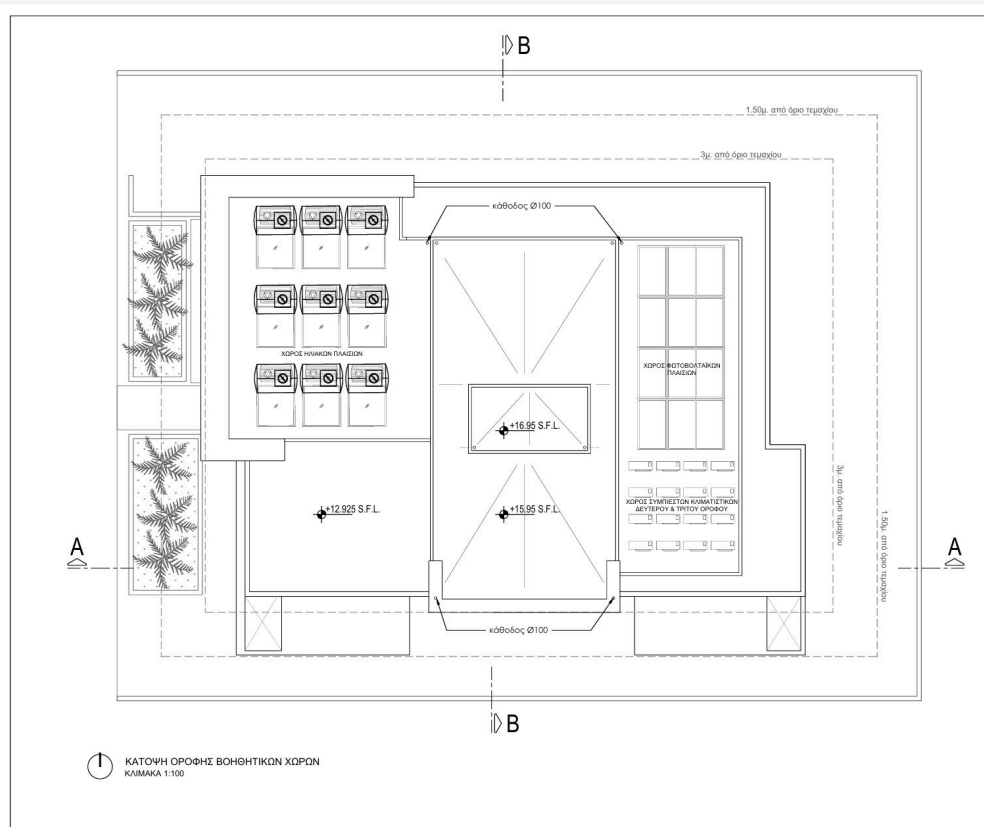 B
1.50μ. από όριο τεμαχίου
3μ. από όριο τεμαχίου
κάθοδος Ø100
ΧΩΡΟΣ ΗΛΙΑΚΩΝ ΠΛΑΙΣΙΩΝ
ΧΩΡΟΣ ΦΩΤΟΒΟΛΤΑΪΚΩΝ
ΠΛΑΙΣΙΩΝ
+16.95 S.F.L.
+12.925 S.F.L.
+15.95 S.F.L.
ΧΩΡΟΣ ΣΥΜΠΙΕΣΤΩΝ ΚΛΙΜΑΤΙΣΤΙΚΩΝ
ΔΕΥΤΕΡΟΥ & ΤΡΙΤΟΥ ΟΡΟΦΟΥ
3μ. από όριο τεμαχίου
1.50μ. από όριο τεμαχίου
A
A
κάθοδος Ø100
B
ΚΑΤΟΨΗ ΟΡΟΦΗΣ ΒΟΗΘΗΤΙΚΩΝ ΧΩΡΩΝ
ΚΛΙΜΑΚΑ 1:100